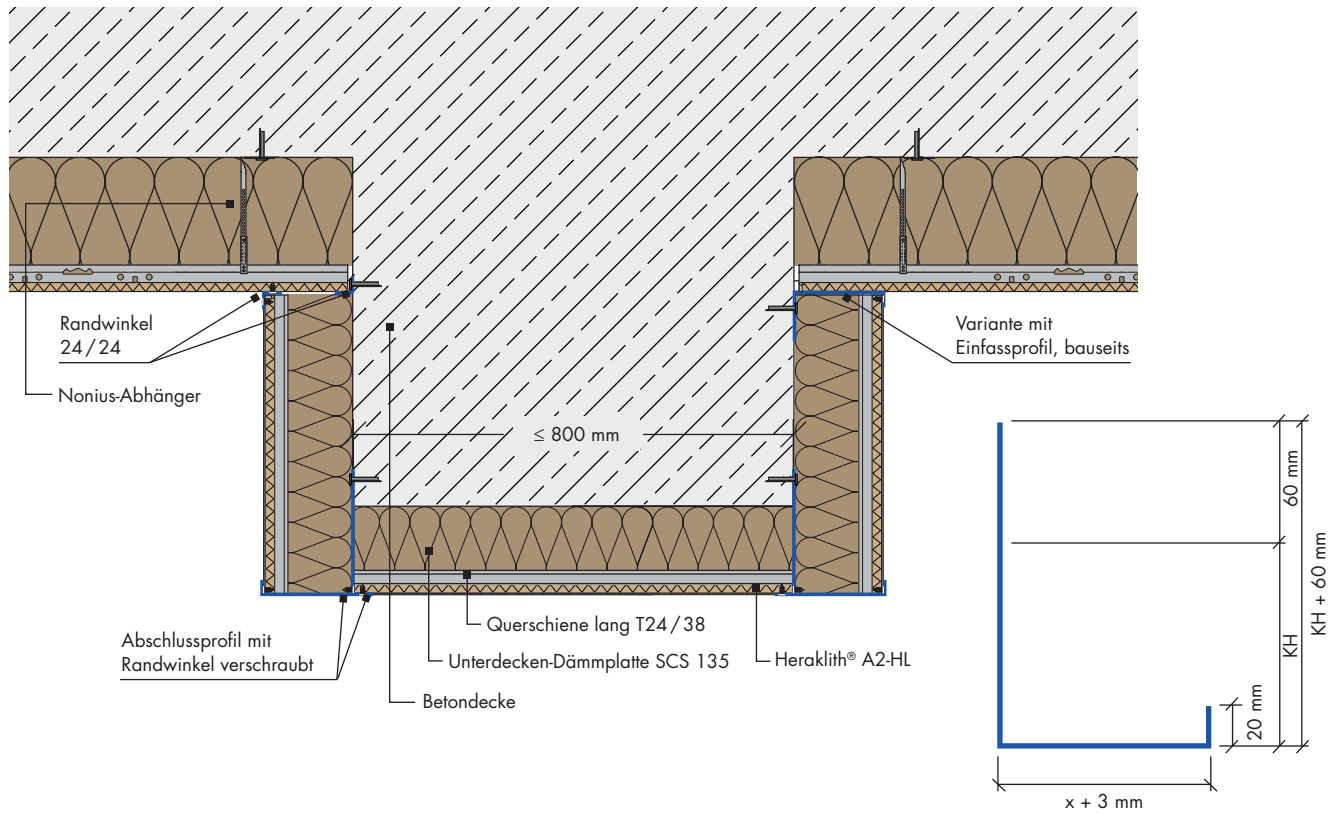 Randwinkel
24/24
Nonius-Abhänger
Variante mit
Einfassprofil, bauseits
≤ 800 mm
Abschlussprofil mit
Randwinkel verschraubt
Querschiene lang T24/38
Unterdecken-Dämmplatte SCS 135
Heraklith® A2-HL
Betondecke
60 mm
KH
KH + 60 mm
20 mm
x + 3 mm